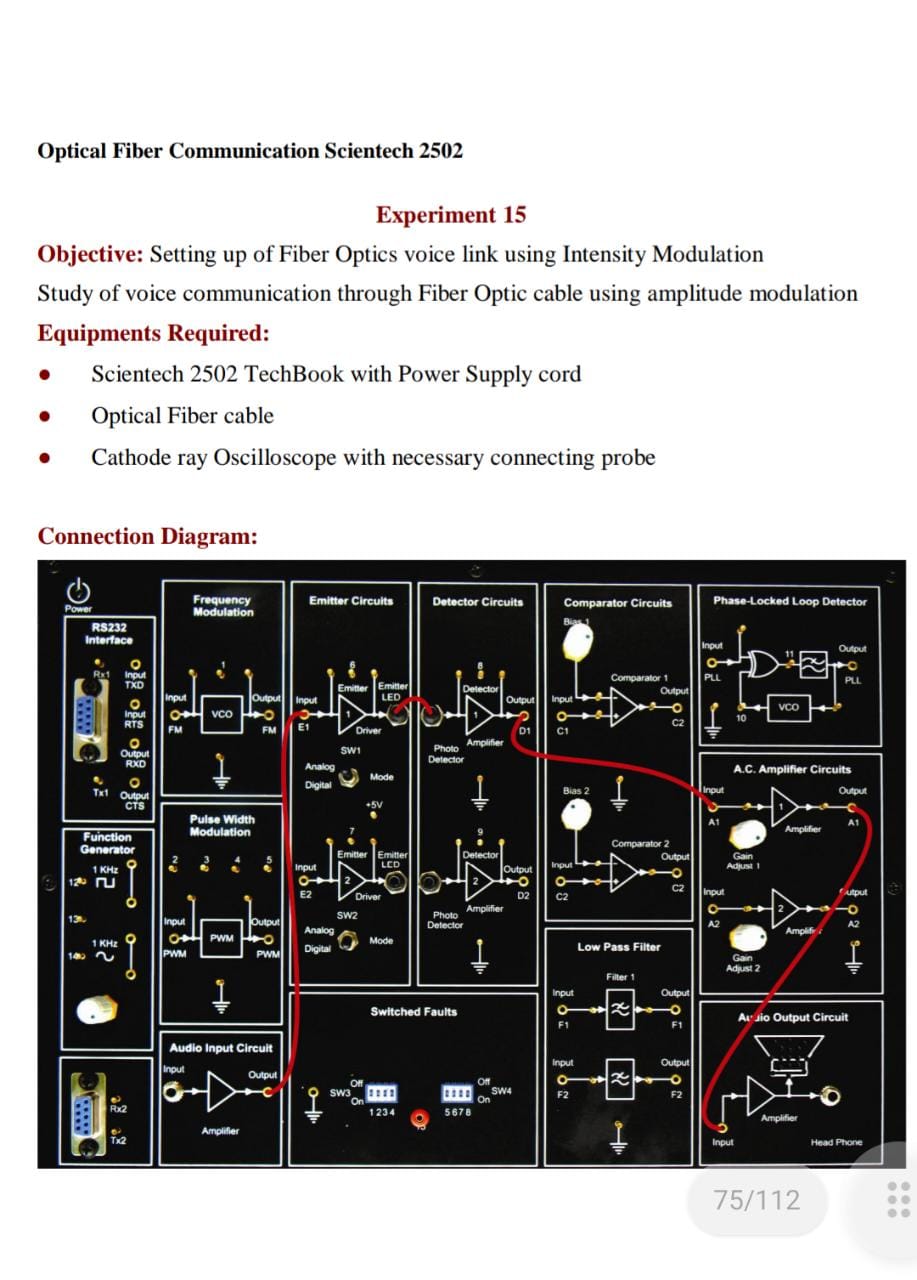 Optical Fiber Communication Scientech 2502
Experiment 15
Objective: Setting up of Fiber Optics voice link using Intensity Modulation
Study of voice communication through Fiber Optic cable using amplitude modulation
Equipments Required:
● Scientech 2502 TechBook with Power Supply cord
● Optical Fiber cable
● Cathode ray Oscilloscope with necessary connecting probe
Connection Diagram:
Power
RS232
Interface
Rx1
Input
TXD
Input
RTS
Output
RXD
Tx1
Output
CTS
Function
Generator
1 KHz
12
13
1 KHz
14
Rx2
Tx2
Frequency
Modulation
1
Input
Output
VCO
FM
FM
Pulse Width
Modulation
2 3 4 5
Input
Output
PWM
PWM
PWM
Audio Input Circuit
Input
Output
Amplifier
Emitter Circuits
6
Emitter
Emitter
LED
Input
1
E1
Driver
SW1
Analog
Digital
Mode
+5V
7
Emitter
Emitter
LED
Input
2
E2
Driver
SW2
Analog
Digital
Mode
Detector Circuits
8
Detector
Output
1
D1
Amplifier
Photo
Detector
9
Detector
Output
2
D2
Amplifier
Photo
Detector
Switched Faults
SW3
Off
On
1 2 3 4
Off
On
SW4
5 6 7 8
Comparator Circuits
Bias 1
Comparator 1
Input
Output
C1
C2
Bias 2
Comparator 2
Input
Output
C2
C2
Low Pass Filter
Filter 1
Input
Output
F1
F1
Input
Output
F2
F2
Phase-Locked Loop Detector
Input
Output
11
PLL
PLL
VCO
10
A.C. Amplifier Circuits
Input
Output
1
A1
A1
Amplifier
Gain
Adjust 1
Input
Output
2
A2
A2
Amplifier
Gain
Adjust 2
Audio Output Circuit
Amplifier
Input
Head Phone
75/112